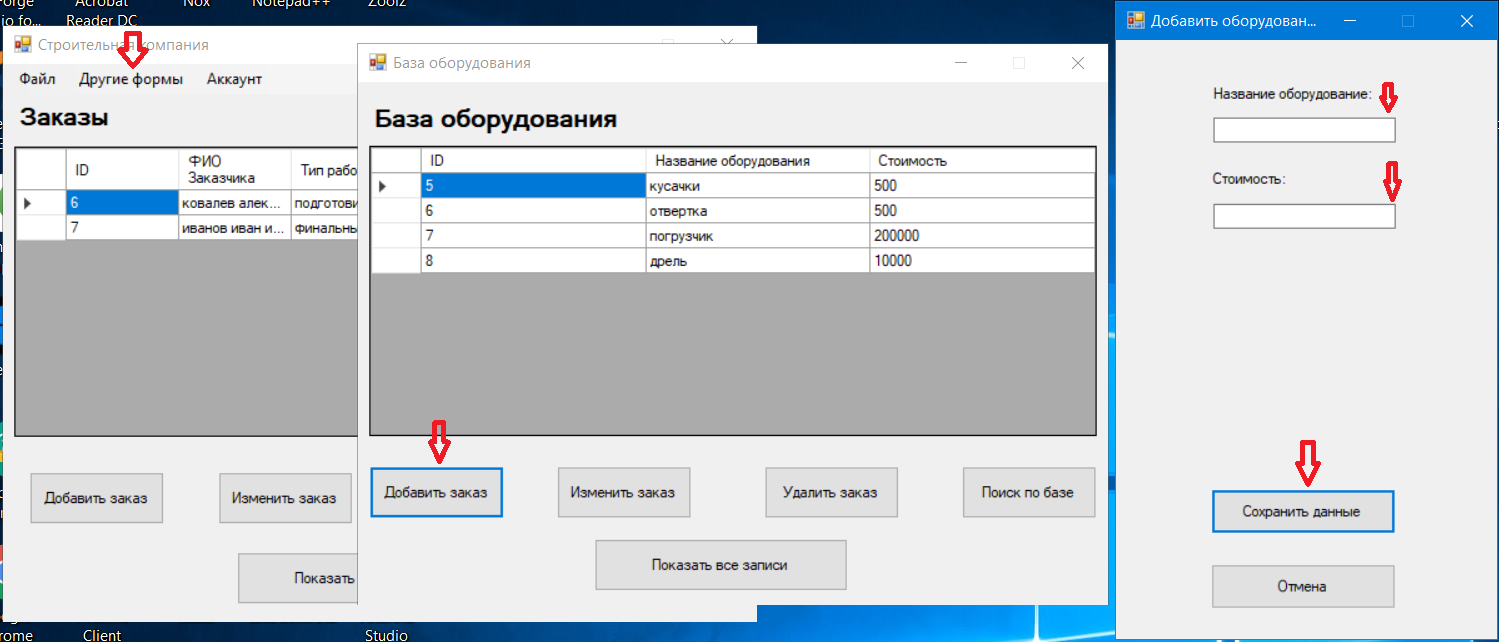 orge
Acrobat
Nox
Notepad++
Zoolz
io fo...
Reader DC
Строительная компания
Файл
Другие формы
Аккаунт
Заказы
ID
ФИО
Заказчика
Тип рабо
6
ковалев алек...
подготови
7
иванов иван и...
финальнь
Добавить заказ
Изменить заказ
Показать
База оборудования
База оборудования
ID
Название оборудования
Стоимость
5
кусачки
500
6
отвертка
500
7
погрузчик
200000
8
дрель
10000
Добавить заказ
Изменить заказ
Удалить заказ
Поиск по базе
Показать все записи
Добавить оборудован...
Название оборудование:
Стоимость:
Сохранить данные
Отмена
rome
Client
Studio